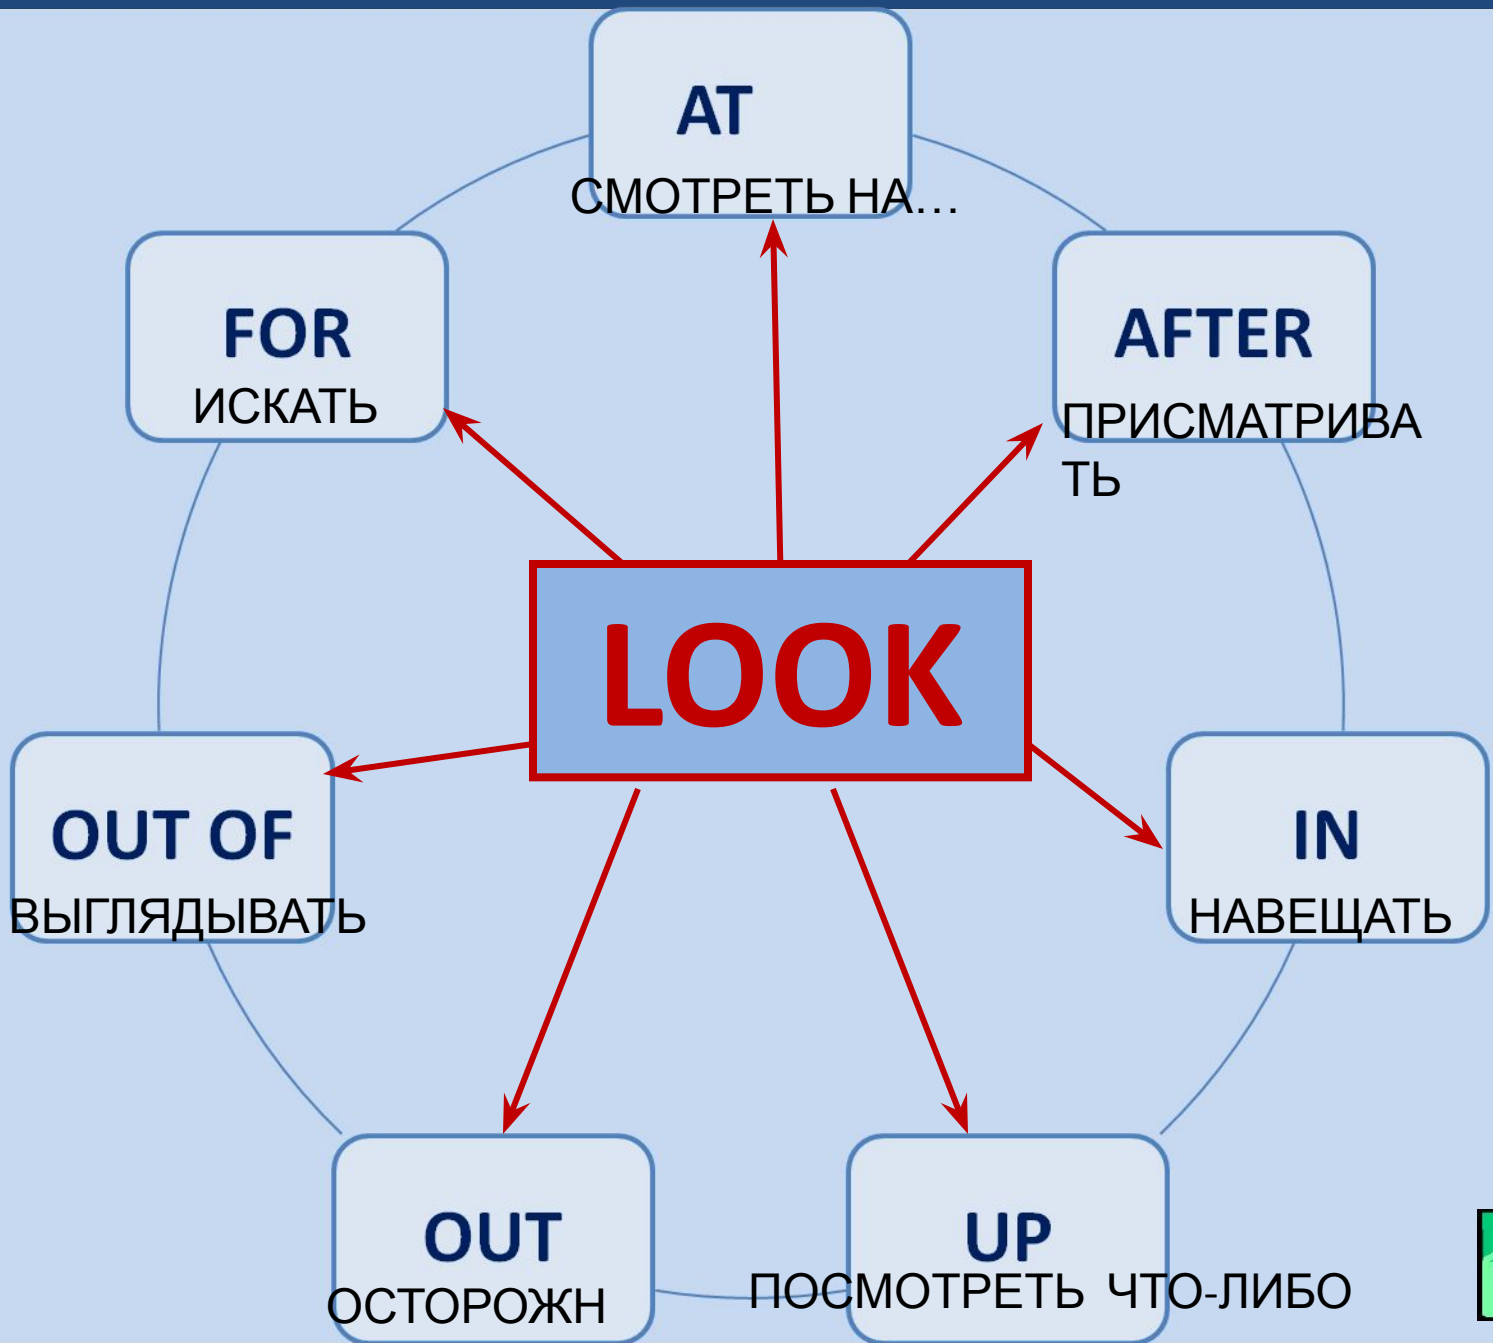 AT
СМОТРЕТЬ НА...
FOR
ИСКАТЬ
AFTER
ПРИСМАТРИВА
ТЬ
LOOK
OUT OF
ВЫГЛЯДЫВАТЬ
IN
НАВЕЩАТЬ
OUT
ОСТОРОЖН
UP
ПОСМОТРЕТЬ ЧТО-ЛИБО